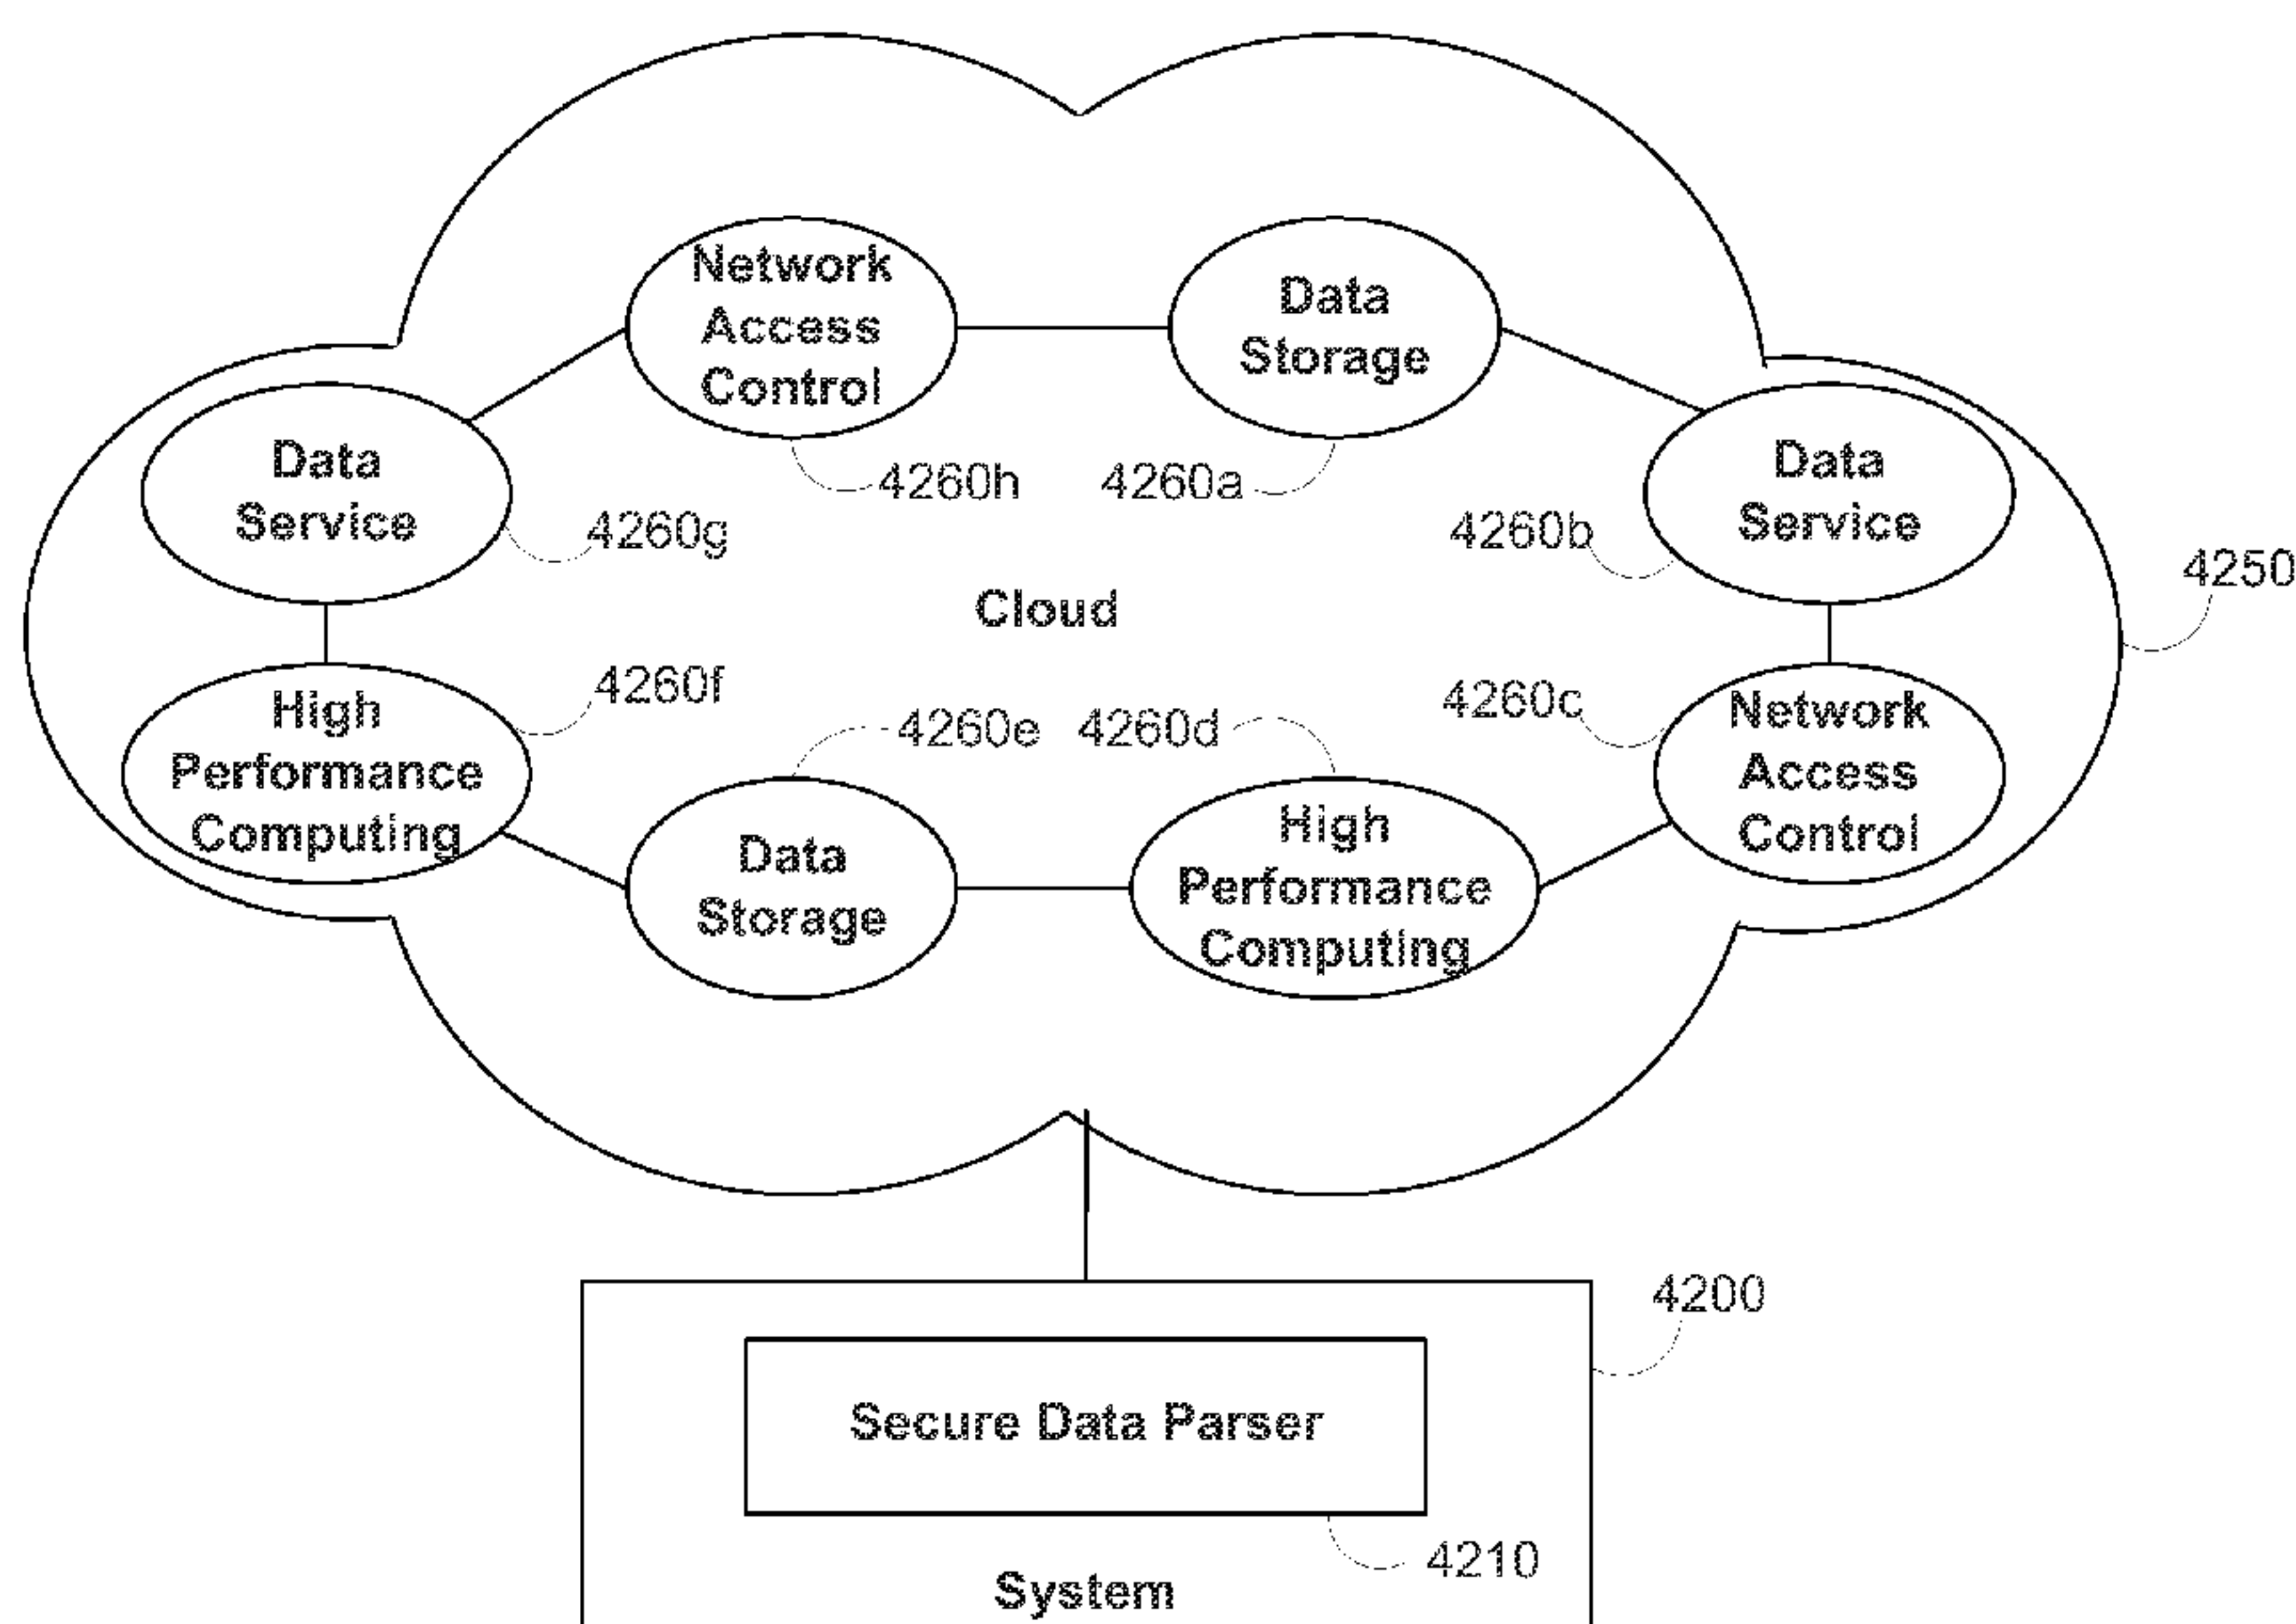 Network
Access
Control
4260h
Data
Storage
4260a
Data
Service
4260g
Data
Service
4260b
4250
Cloud
High
Performance
Computing
4260f
Data
Storage
4260e
High
Performance
Computing
4260d
Network
Access
Control
4260c
4200
Secure Data Parser
4210
System